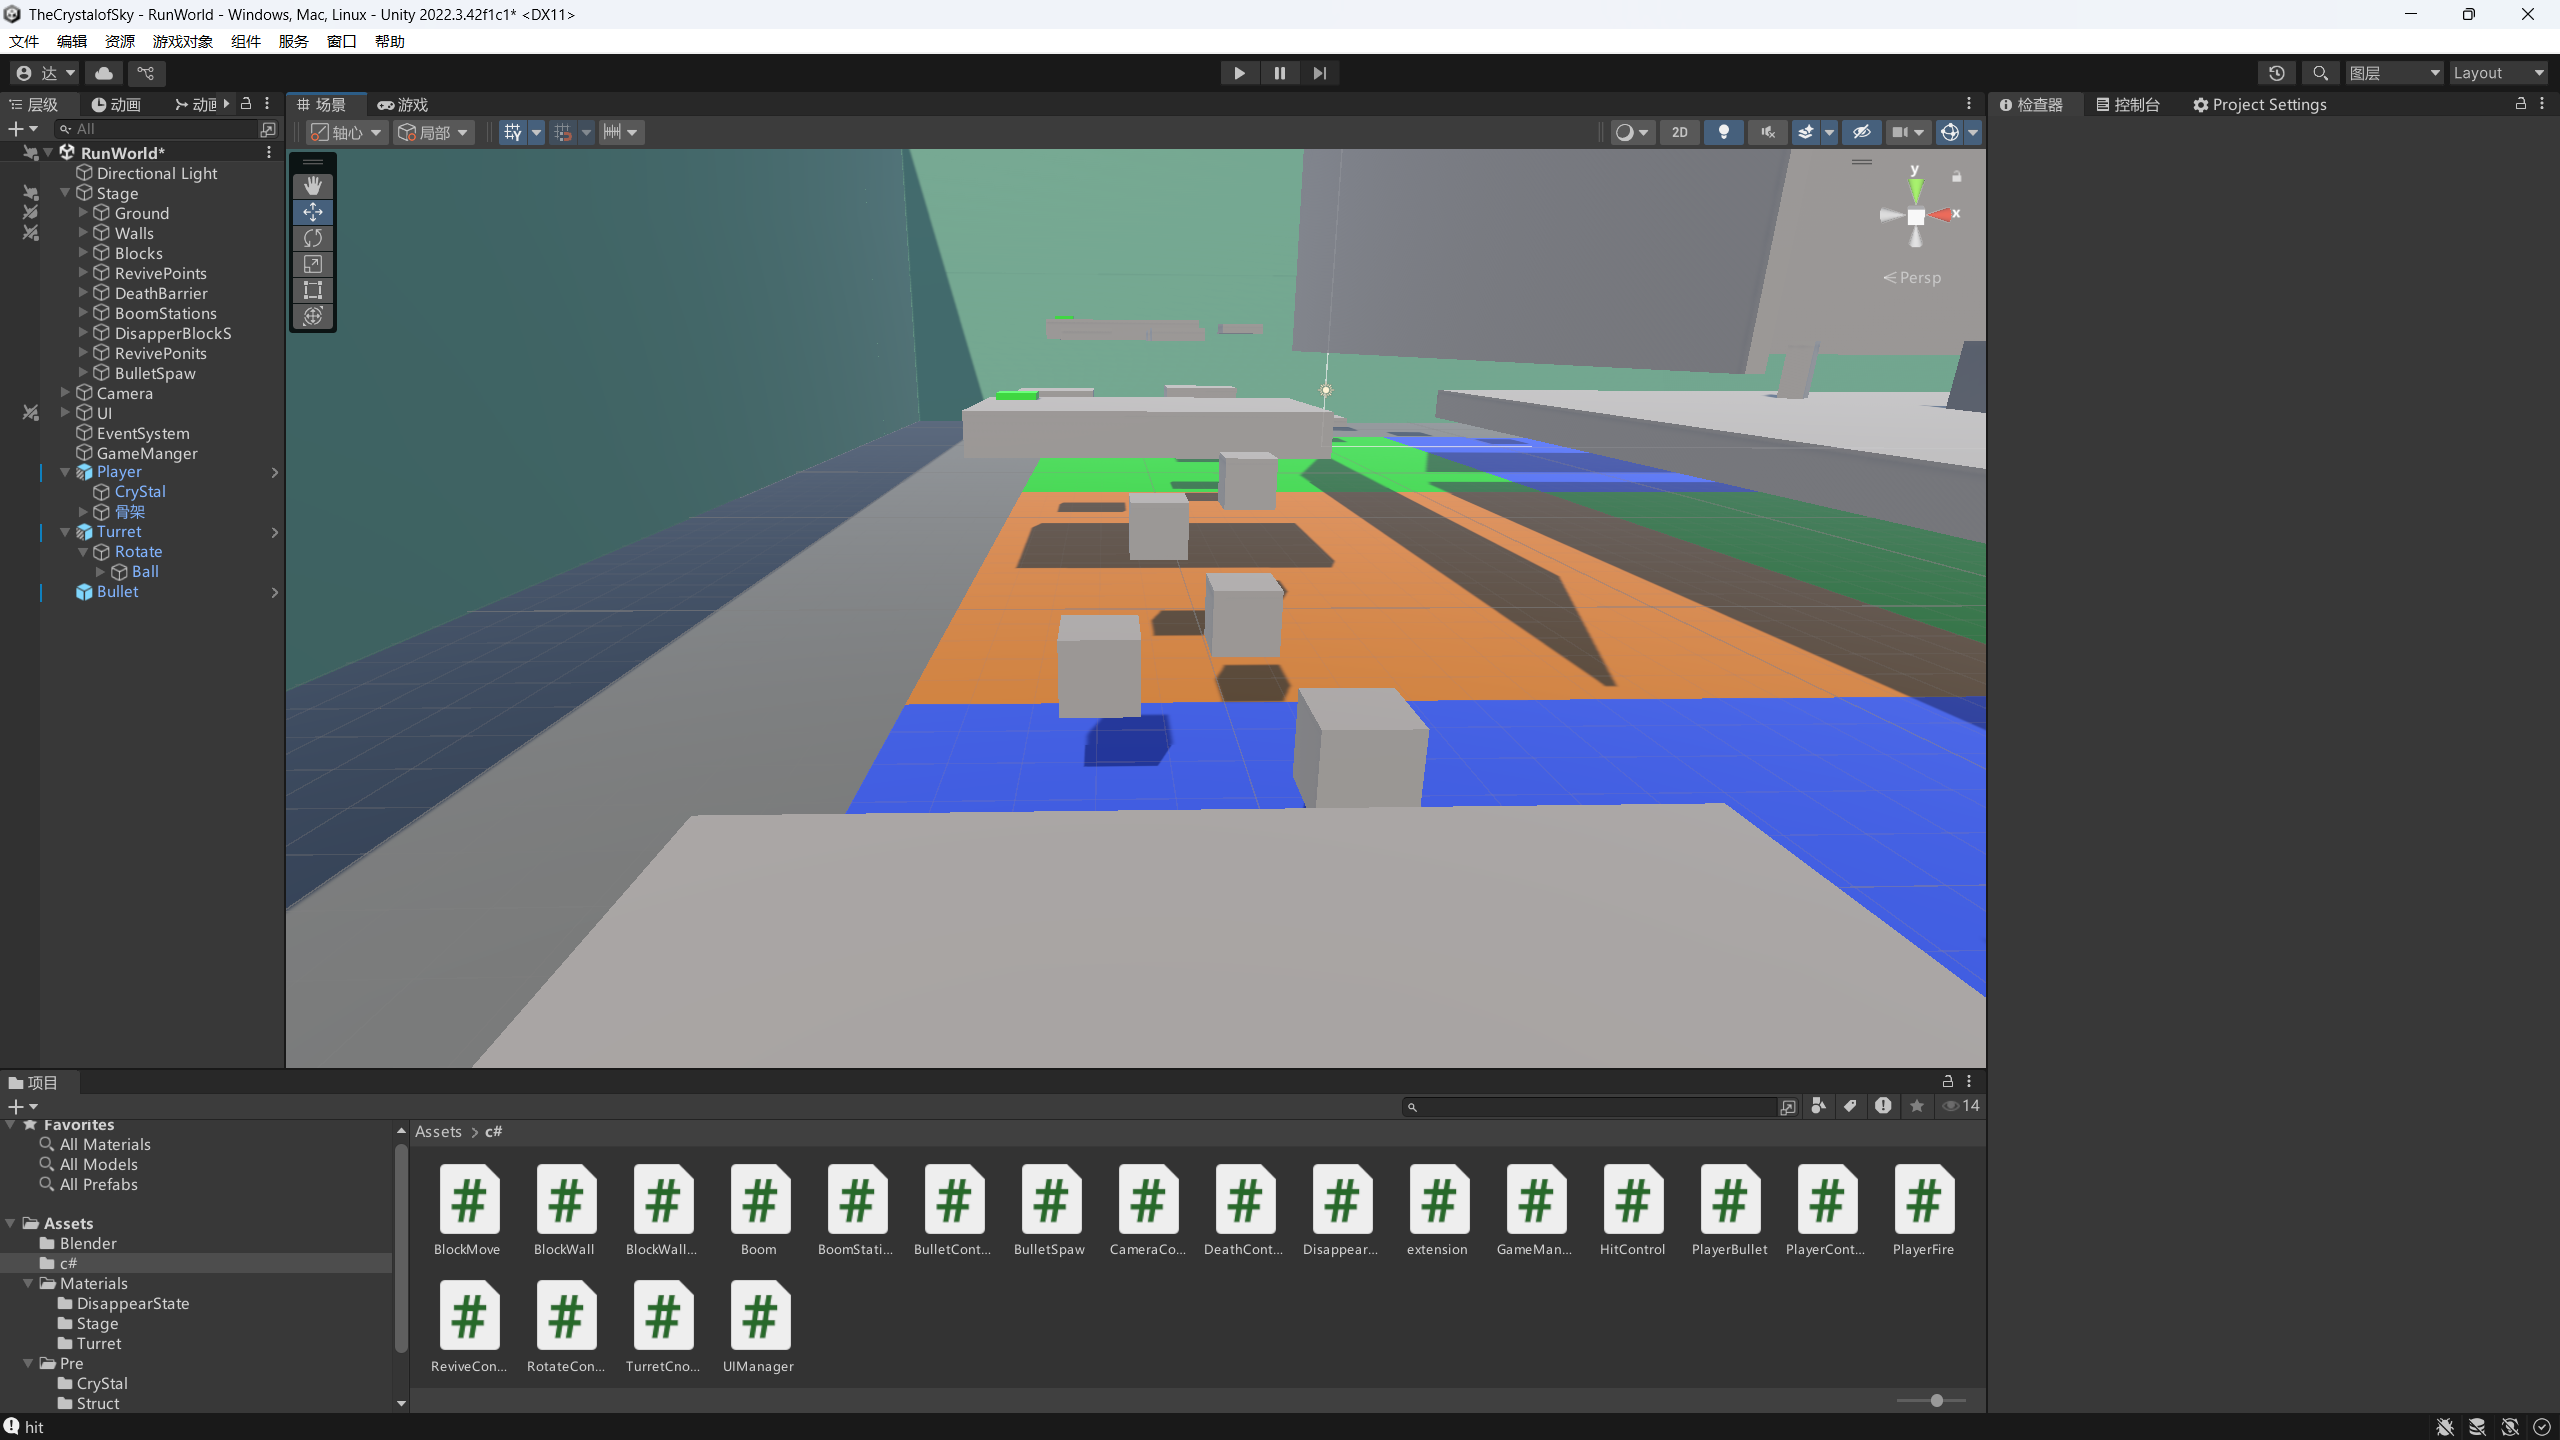 TheCrystalofSky - RunWorld - Windows, Mac, Linux - Unity 2022.3.42f1c1* <DX11>
文件 编辑 资源 游戏对象 组件 服务 窗口 帮助
达 图层 Layout
层级 动画 动画
All
RunWorld*
Directional Light
Stage
Ground
Walls
Blocks
RevivePoints
DeathBarrier
BoomStations
DisapperBlockS
RevivePonits
BulletSpaw
Camera
UI
EventSystem
GameManger
Player
CryStal
骨架
Turret
Rotate
Ball
Bullet
场景 游戏
轴心 局部 2D
y
x
Persp
检查器 控制台 Project Settings
项目
14
Favorites
All Materials
All Models
All Prefabs
Assets
Blender
c#
Materials
DisappearState
Stage
Turret
Pre
CryStal
Struct
Assets > c#
BlockMove BlockWall BlockWall... Boom BoomStati... BulletCont... BulletSpaw CameraCo... DeathCont... Disappear... extension GameMan... HitControl PlayerBullet PlayerCont... PlayerFire
ReviveCon... RotateCon... TurretCno... UIManager
hit